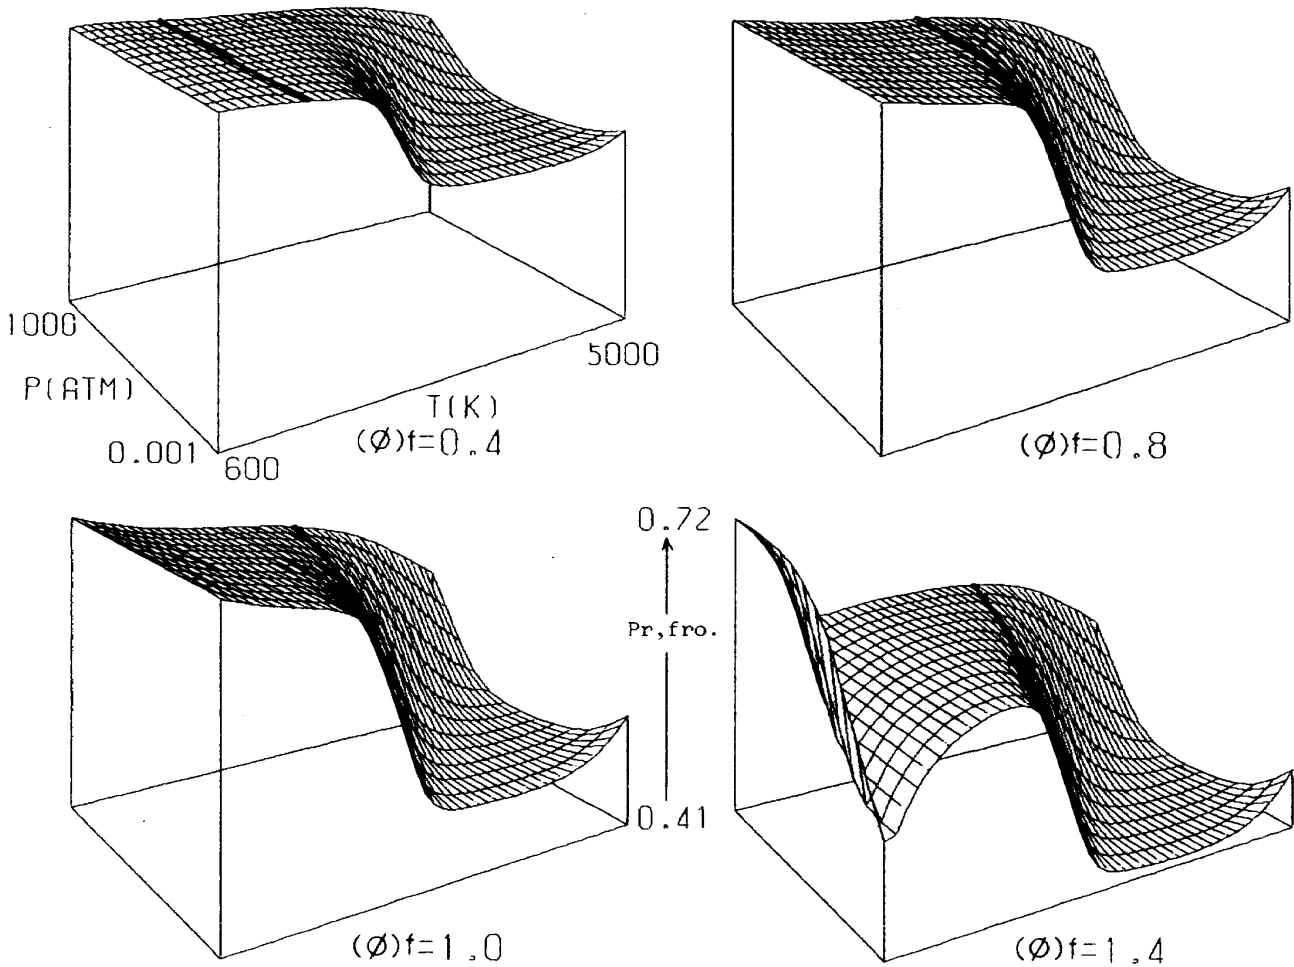 1000
P(ATM)
0.001
600
T(K)
5000
(Ø)f=0.4
(Ø)f=0.8
0.72
Pr,fro.
0.41
(Ø)f=1.0
(Ø)f=1.4